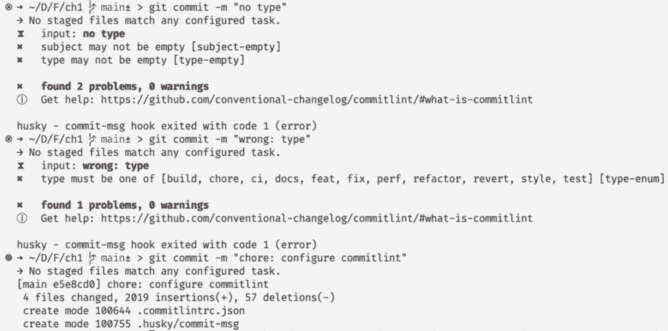 ⊗ → ~/D/F/ch1 ᚠ main± > git commit -m "no type"
→ No staged files match any configured task.
⧗ input: no type
✖ subject may not be empty [subject-empty]
✖ type may not be empty [type-empty]
✖ found 2 problems, 0 warnings
ⓘ Get help: https://github.com/conventional-changelog/commitlint/#what-is-commitlint
husky - commit-msg hook exited with code 1 (error)
⊗ → ~/D/F/ch1 ᚠ main± > git commit -m "wrong: type"
→ No staged files match any configured task.
⧗ input: wrong: type
✖ type must be one of [build, chore, ci, docs, feat, fix, perf, refactor, revert, style, test] [type-enum]
✖ found 1 problems, 0 warnings
ⓘ Get help: https://github.com/conventional-changelog/commitlint/#what-is-commitlint
husky - commit-msg hook exited with code 1 (error)
⊗ → ~/D/F/ch1 ᚠ main± > git commit -m "chore: configure commitlint"
→ No staged files match any configured task.
[main e5e8cd0] chore: configure commitlint
4 files changed, 2019 insertions(+), 57 deletions(-)
create mode 100644 .commitlintrc.json
create mode 100755 .husky/commit-msg